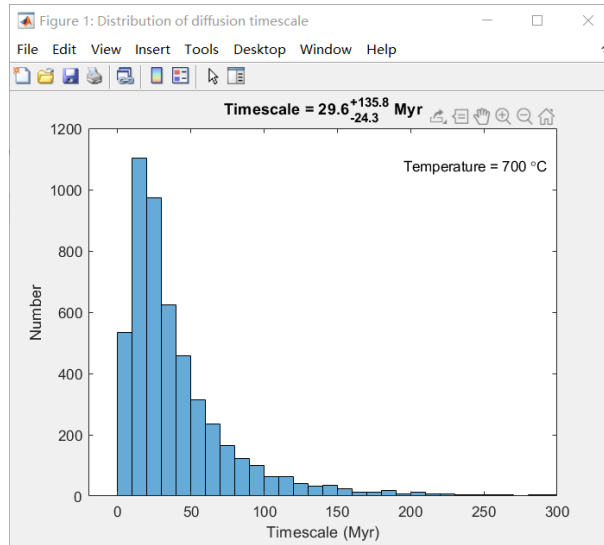 Figure 1: Distribution of diffusion timescale
File Edit View Insert Tools Desktop Window Help
Timescale = 29.6+135.8-24.3 Myr
Temperature = 700 °C
1200
1000
800
600
400
200
0
Number
0 50 100 150 200 250 300
Timescale (Myr)